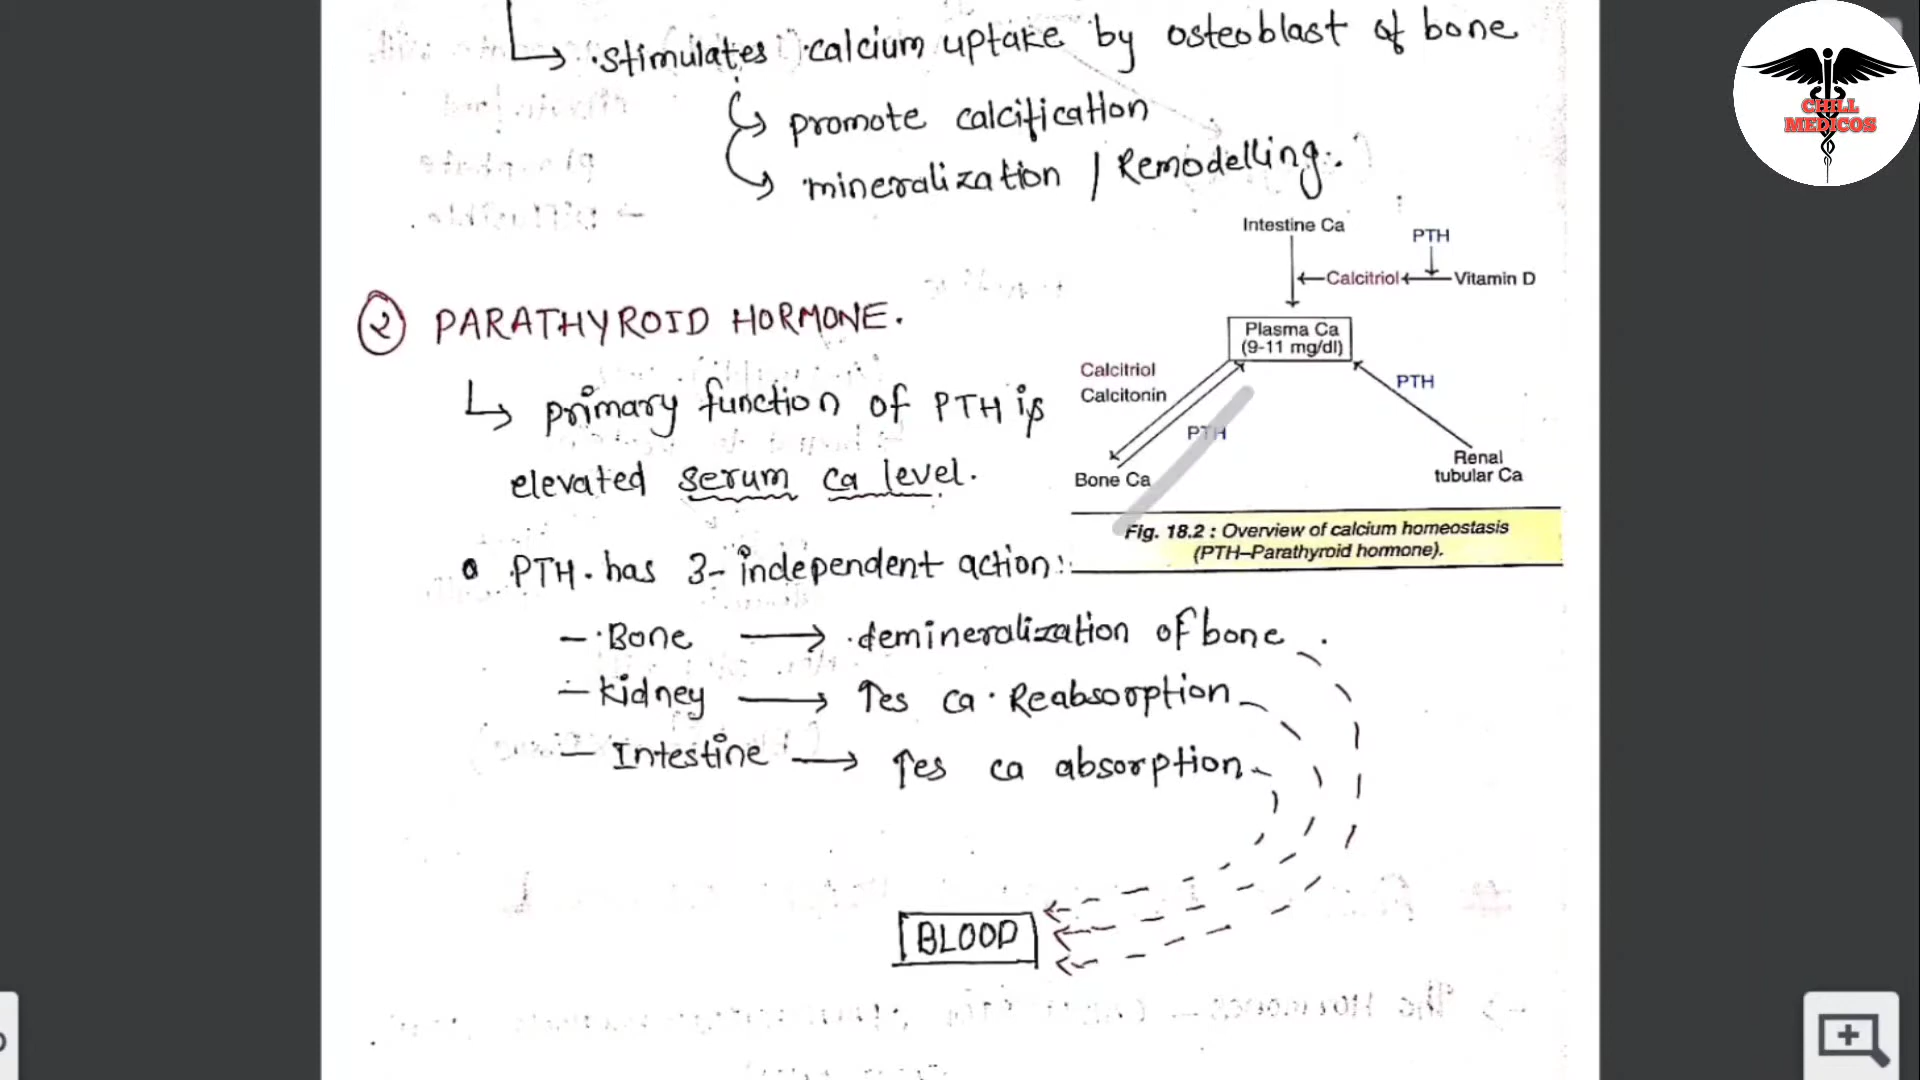 ↳ stimulates calcium uptake by osteoblast of bone
↳ promote calcification
↳ mineralization / Remodelling.
CHILL
MEDICOS
② PARATHYROID HORMONE.
↳ primary function of PTH is
elevated serum ca level.
Intestine Ca
PTH
Calcitriol
Vitamin D
Plasma Ca
(9-11 mg/dl)
Calcitriol
Calcitonin
PTH
PTH
Bone Ca
Renal
tubular Ca
Fig. 18.2 : Overview of calcium homeostasis
(PTH–Parathyroid hormone).
• PTH has 3- independent action:
– Bone → demineralization of bone
– Kidney → ↑es ca Reabsorption
– Intestine → ↑es ca absorption
BLOOD